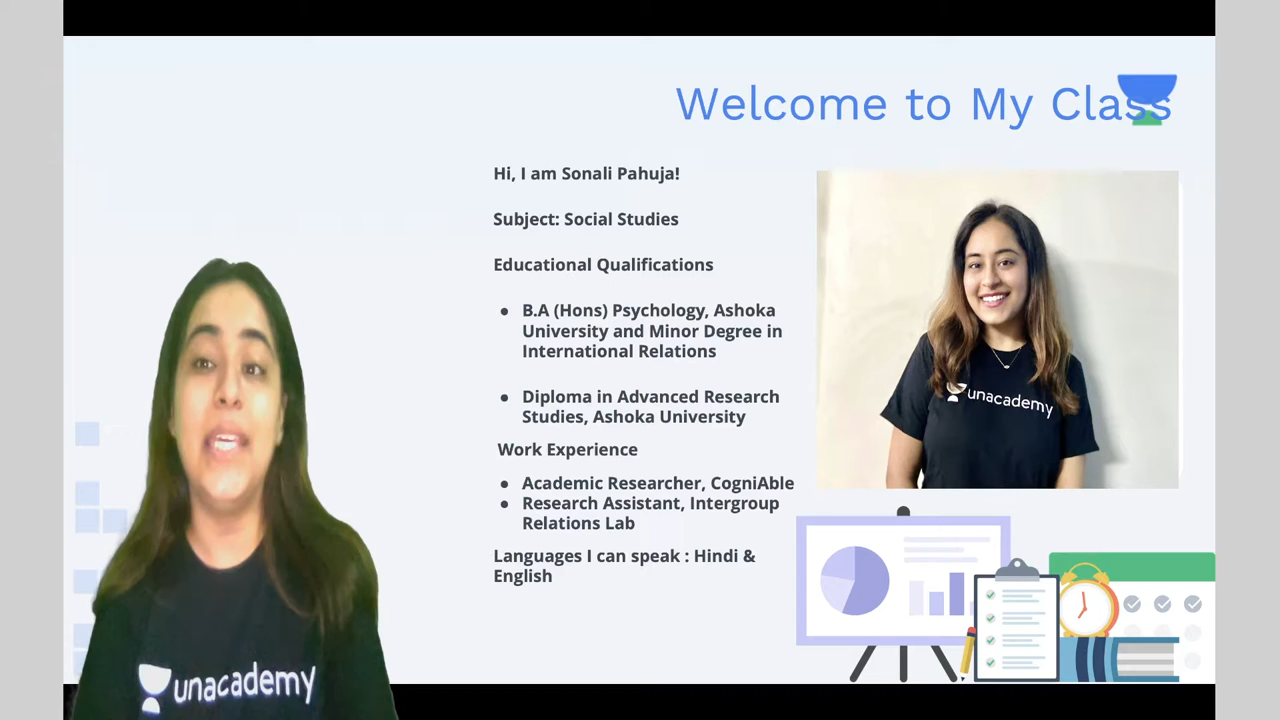 Welcome to My Class
Hi, I am Sonali Pahuja!
Subject: Social Studies
Educational Qualifications
● B.A (Hons) Psychology, Ashoka
University and Minor Degree in
International Relations
● Diploma in Advanced Research
Studies, Ashoka University
Work Experience
● Academic Researcher, CogniAble
● Research Assistant, Intergroup
Relations Lab
Languages I can speak : Hindi &
English
unacademy
unacademy